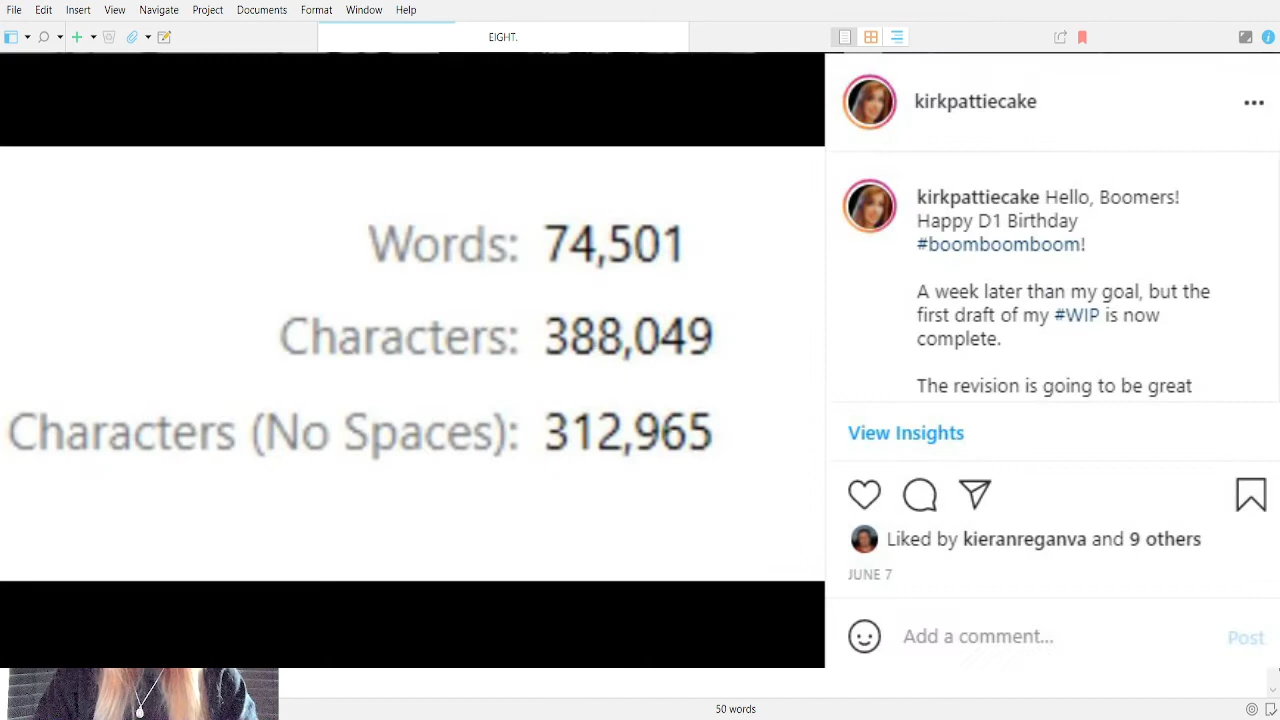 File Edit Insert View Navigate Project Documents Format Window Help
EIGHT.
Words: 74,501
Characters: 388,049
Characters (No Spaces): 312,965
kirkpattiecake
kirkpattiecake Hello, Boomers!
Happy D1 Birthday
#boomboomboom!
A week later than my goal, but the
first draft of my #WIP is now
complete.
The revision is going to be great
View Insights
Liked by kieranreganva and 9 others
JUNE 7
Add a comment... Post
50 words